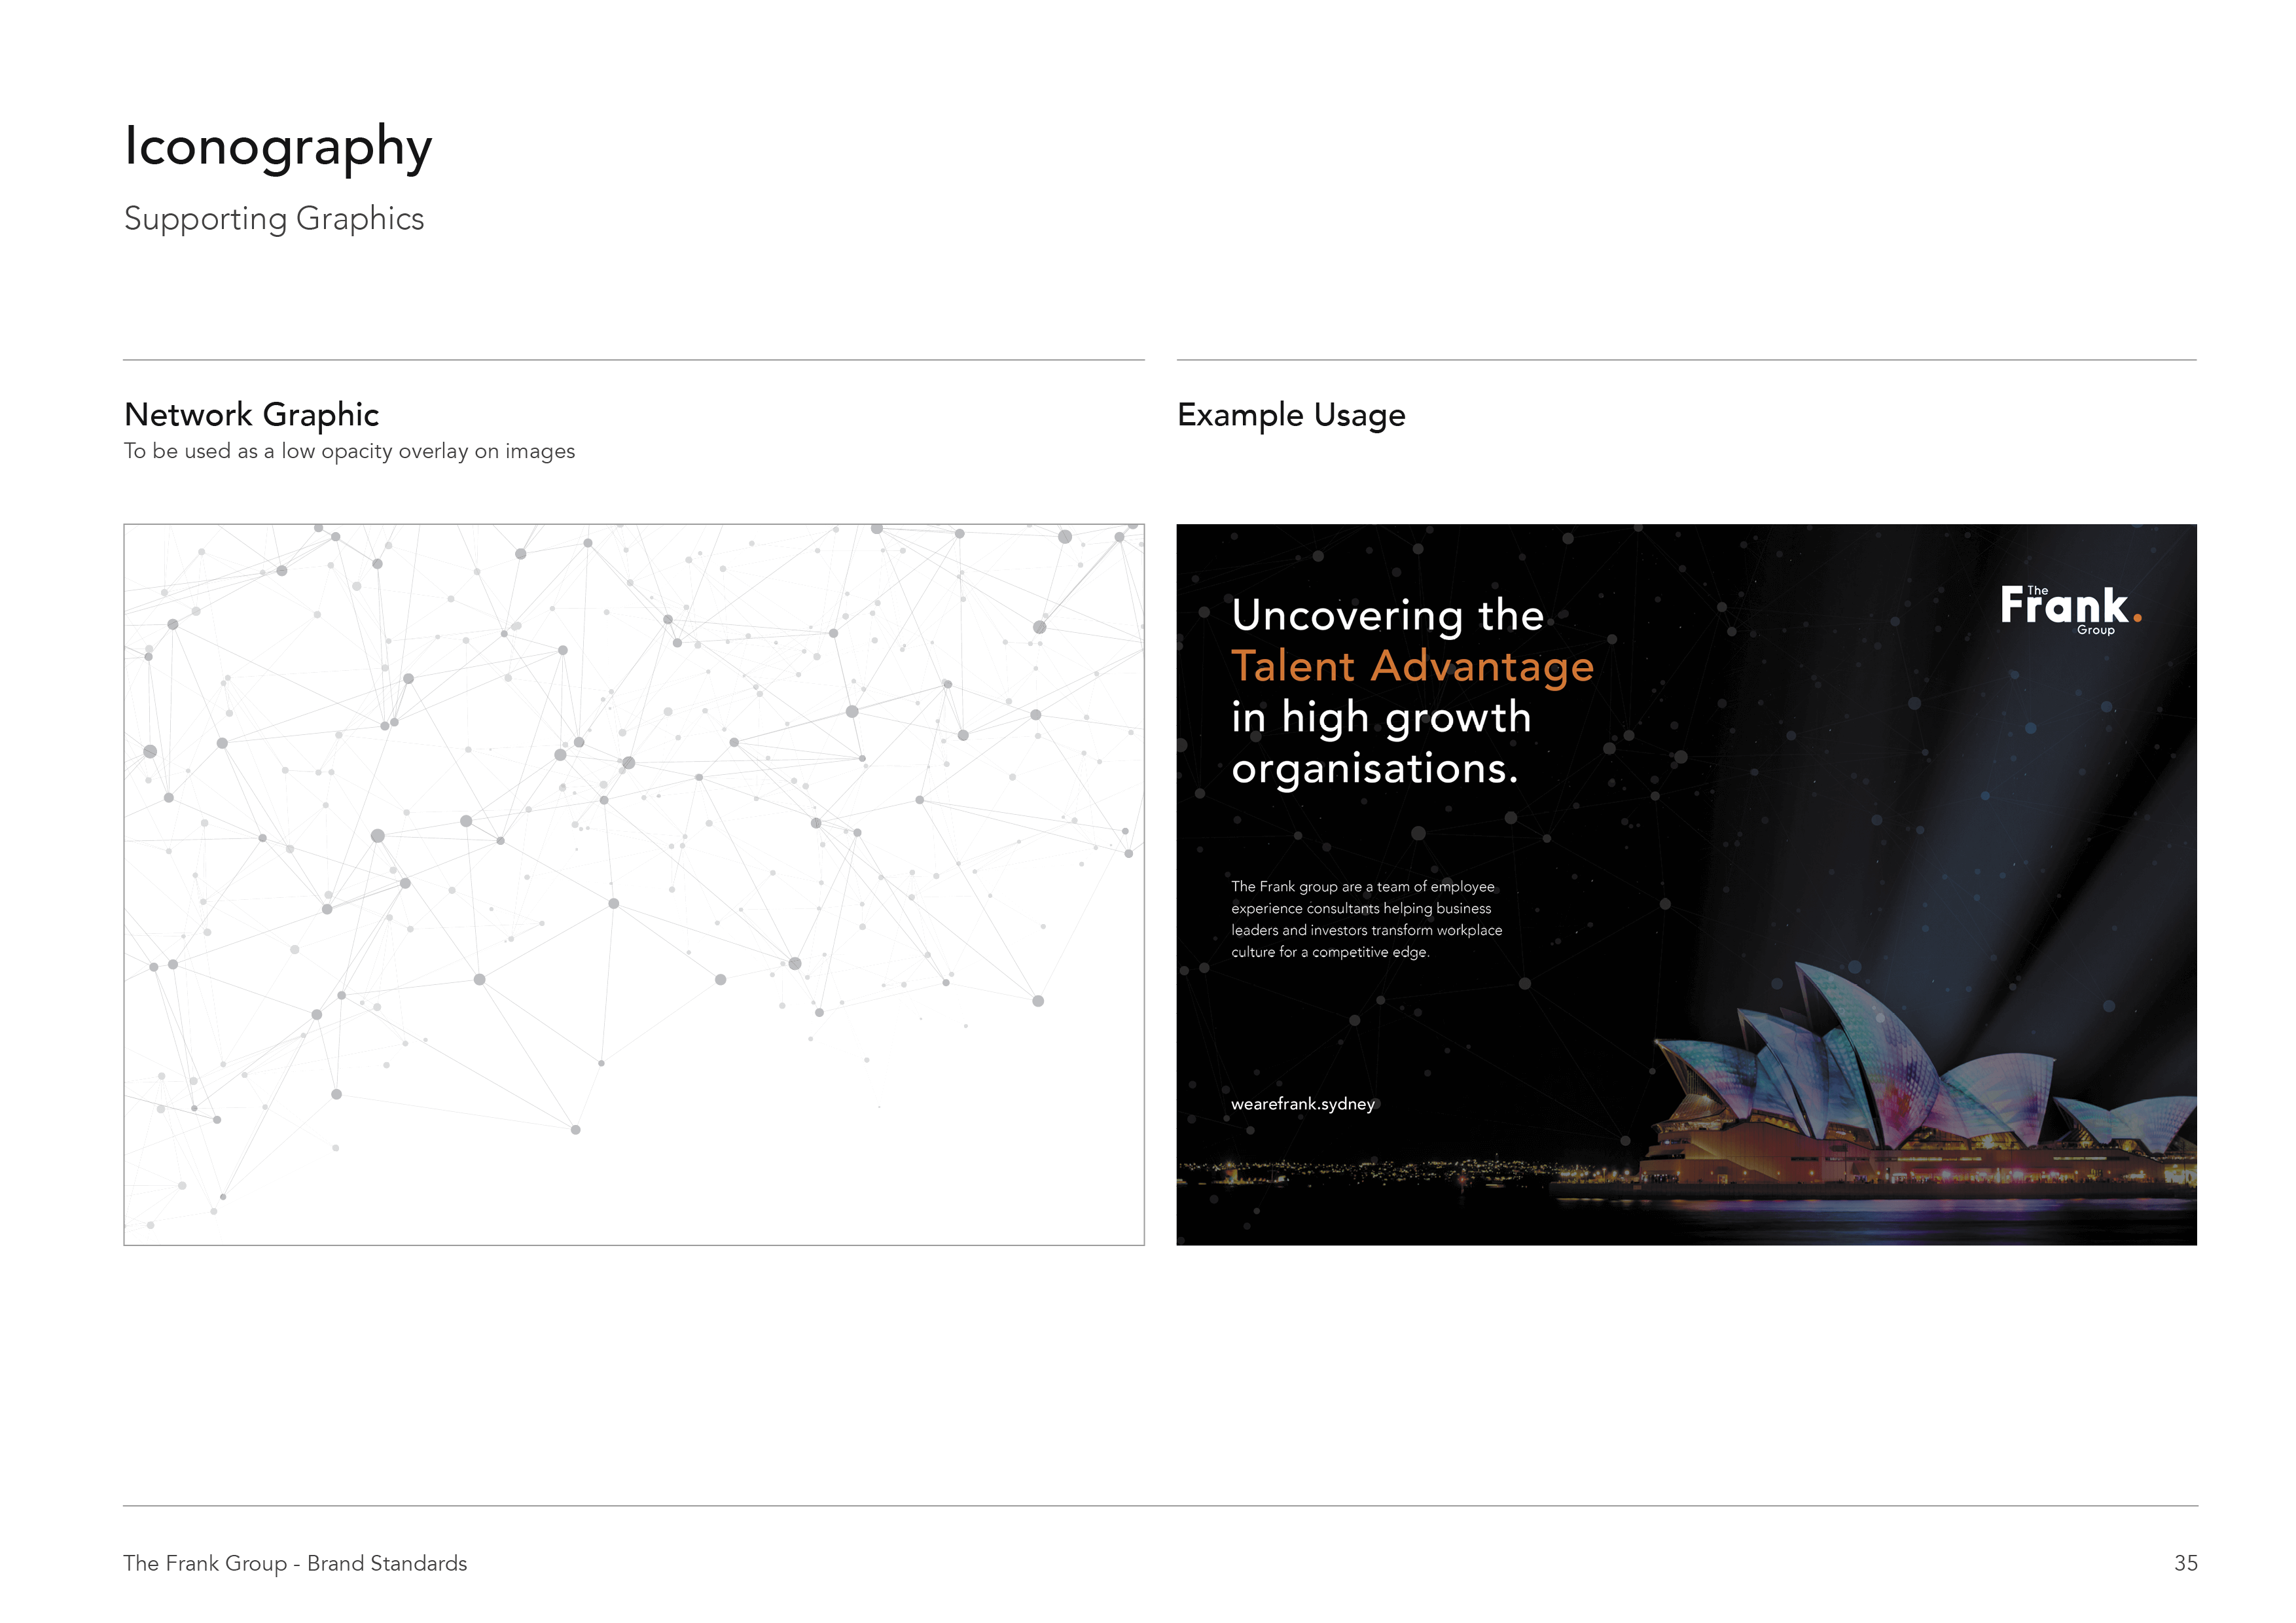 Iconography
Supporting Graphics
Network Graphic
To be used as a low opacity overlay on images
Example Usage
Uncovering the
Talent Advantage
in high growth
organisations.
The Frank group are a team of employee
experience consultants helping business
leaders and investors transform workplace
culture for a competitive edge.
wearefrank.sydney
The
Frank.
Group
The Frank Group - Brand Standards
35